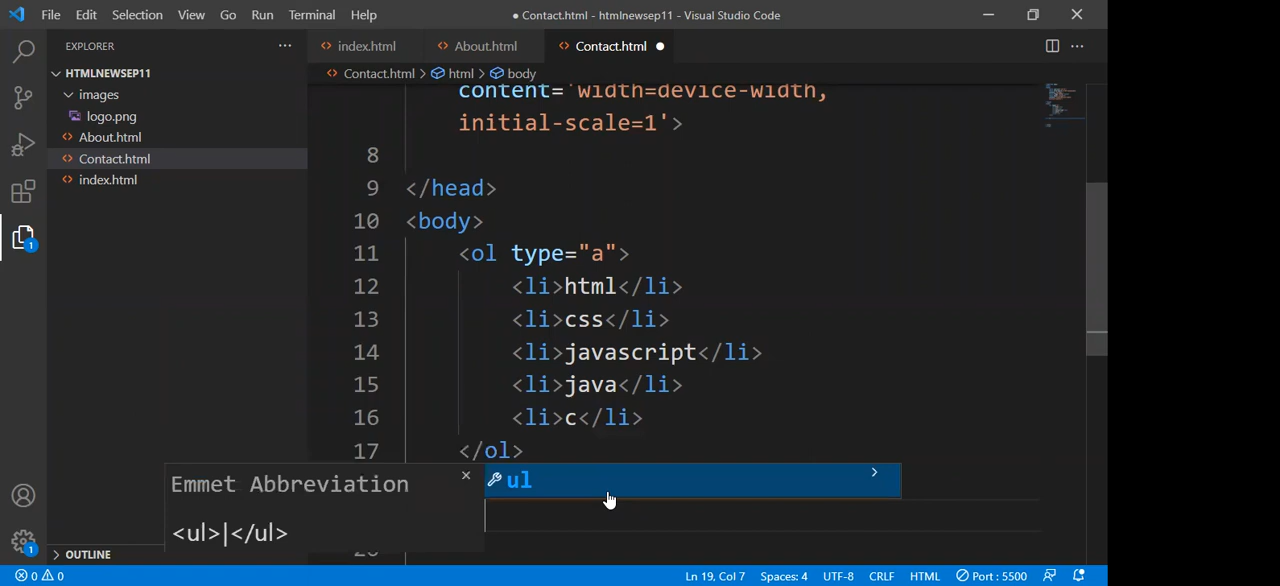 File Edit Selection View Go Run Terminal Help ● Contact.html - htmlnewsep11 - Visual Studio Code
EXPLORER ··· index.html About.html Contact.html ● ···
HTMLNEWSEP11
Contact.html > html > body
images
logo.png
About.html
Contact.html
index.html
content='width=device-width,
initial-scale=1'>
8
9 </head>
10 <body>
11 <ol type="a">
12 <li>html</li>
13 <li>css</li>
14 <li>javascript</li>
15 <li>java</li>
16 <li>c</li>
17 </ol>
Emmet Abbreviation
<ul>|</ul>
ul
OUTLINE
1
1
0 0 Ln 19, Col 7 Spaces: 4 UTF-8 CRLF HTML Port : 5500